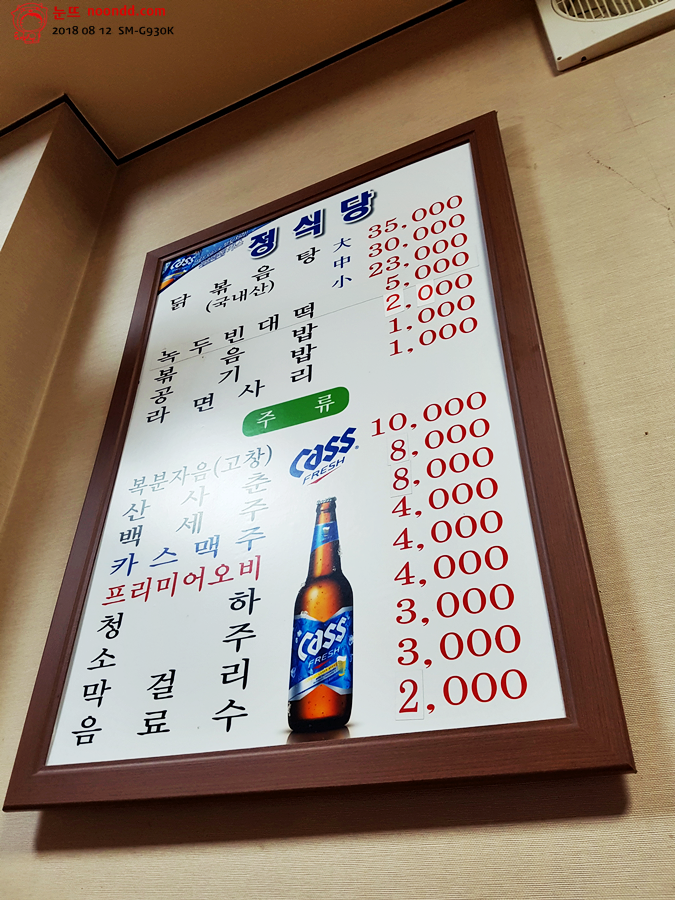 눈뜨 noondd.com
2018 08 12 SM-G930K
Cass
정식당
닭볶음탕 大 35,000
(국내산) 中 30,000
小 23,000
녹두빈대떡 5,000
볶음밥 2,000
공기밥 1,000
라면사리 1,000
주류
복분자음(고창) 10,000
산사춘 8,000
백세주 8,000
카스맥주 4,000
프리미어오비 4,000
청하 4,000
소주 3,000
막걸리 3,000
음료수 2,000
Cass
FRESH
Cass
FRESH